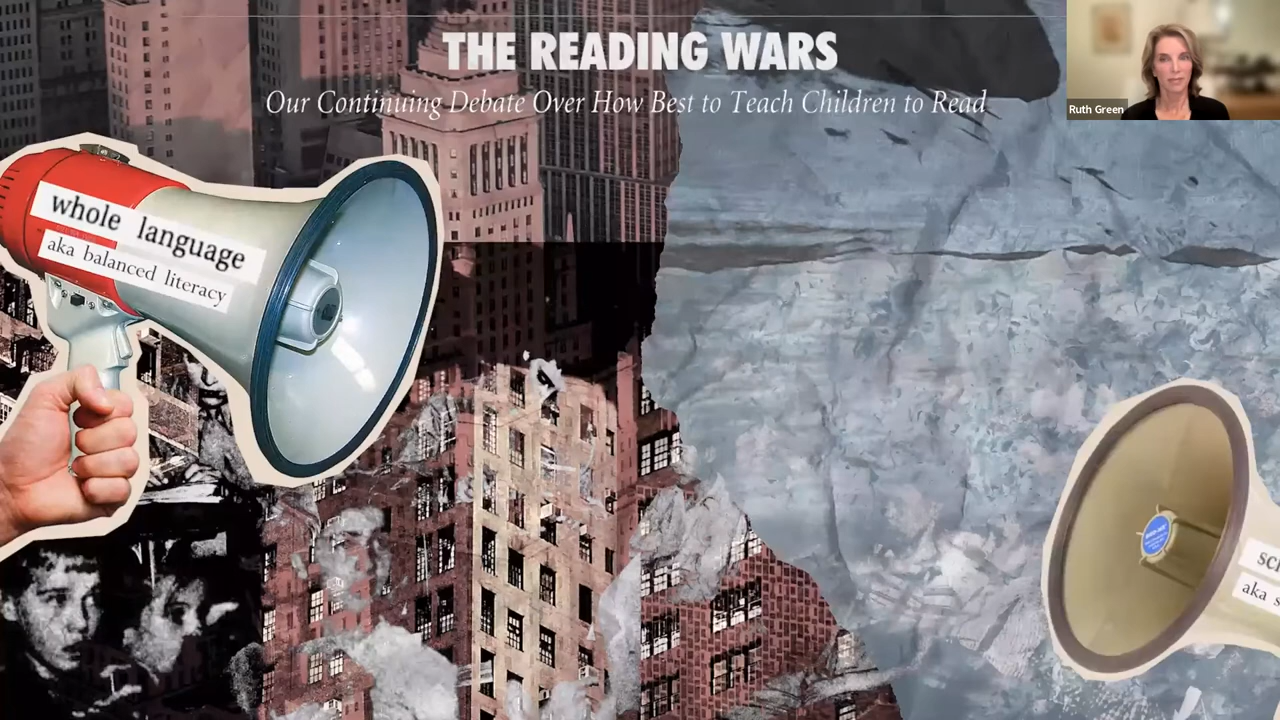 THE READING WARS
Our Continuing Debate Over How Best to Teach Children to Read
Ruth Green
whole language
aka balanced literacy
aka s